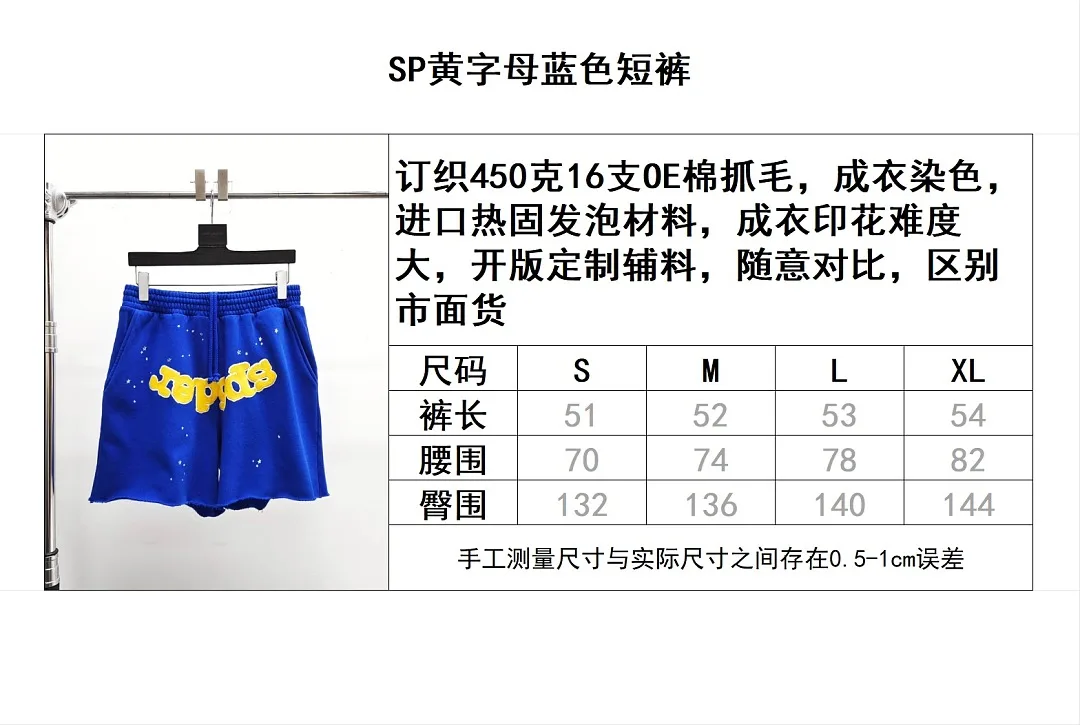 SP黄字母蓝色短裤
订织450克16支OE棉抓毛，成衣染色，
进口热固发泡材料，成衣印花难度
大，开版定制辅料，随意对比，区别
市面货
尺码 S M L XL
裤长 51 52 53 54
腰围 70 74 78 82
臀围 132 136 140 144
手工测量尺寸与实际尺寸之间存在0.5-1cm误差